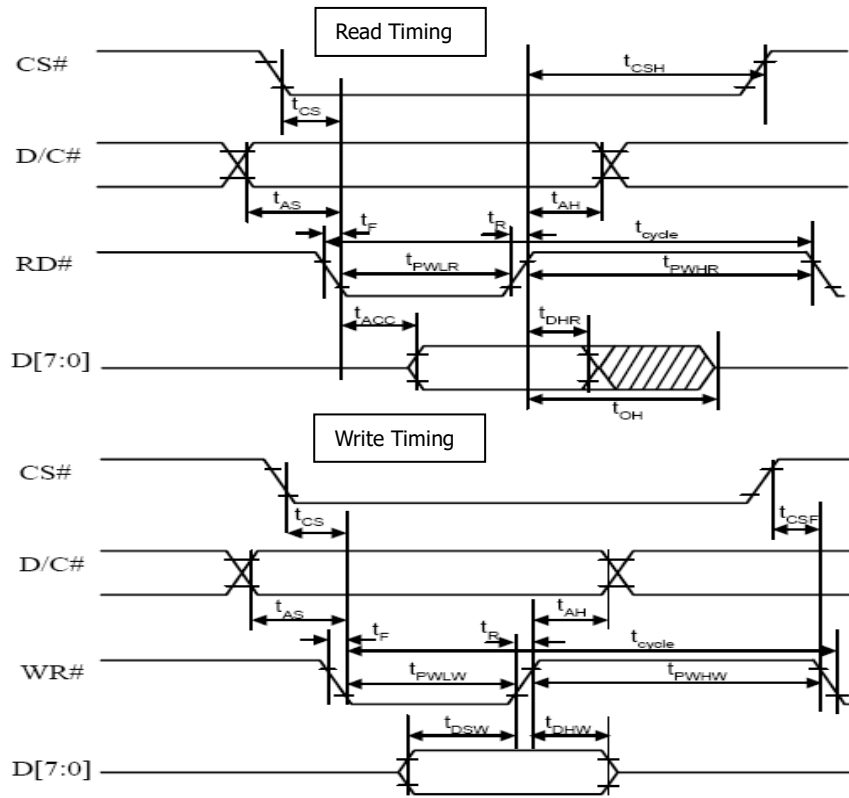 Read Timing
CS#
tCSH
tCS
D/C#
tAS
tF
tR
tAH
tcycle
RD#
tPWLR
tPWHR
tACC
tDHR
D[7:0]
tOH
Write Timing
CS#
tCS
tCSF
D/C#
tAS
tF
tR
tAH
tcycle
WR#
tPWLW
tPWHW
tDSW
tDHW
D[7:0]